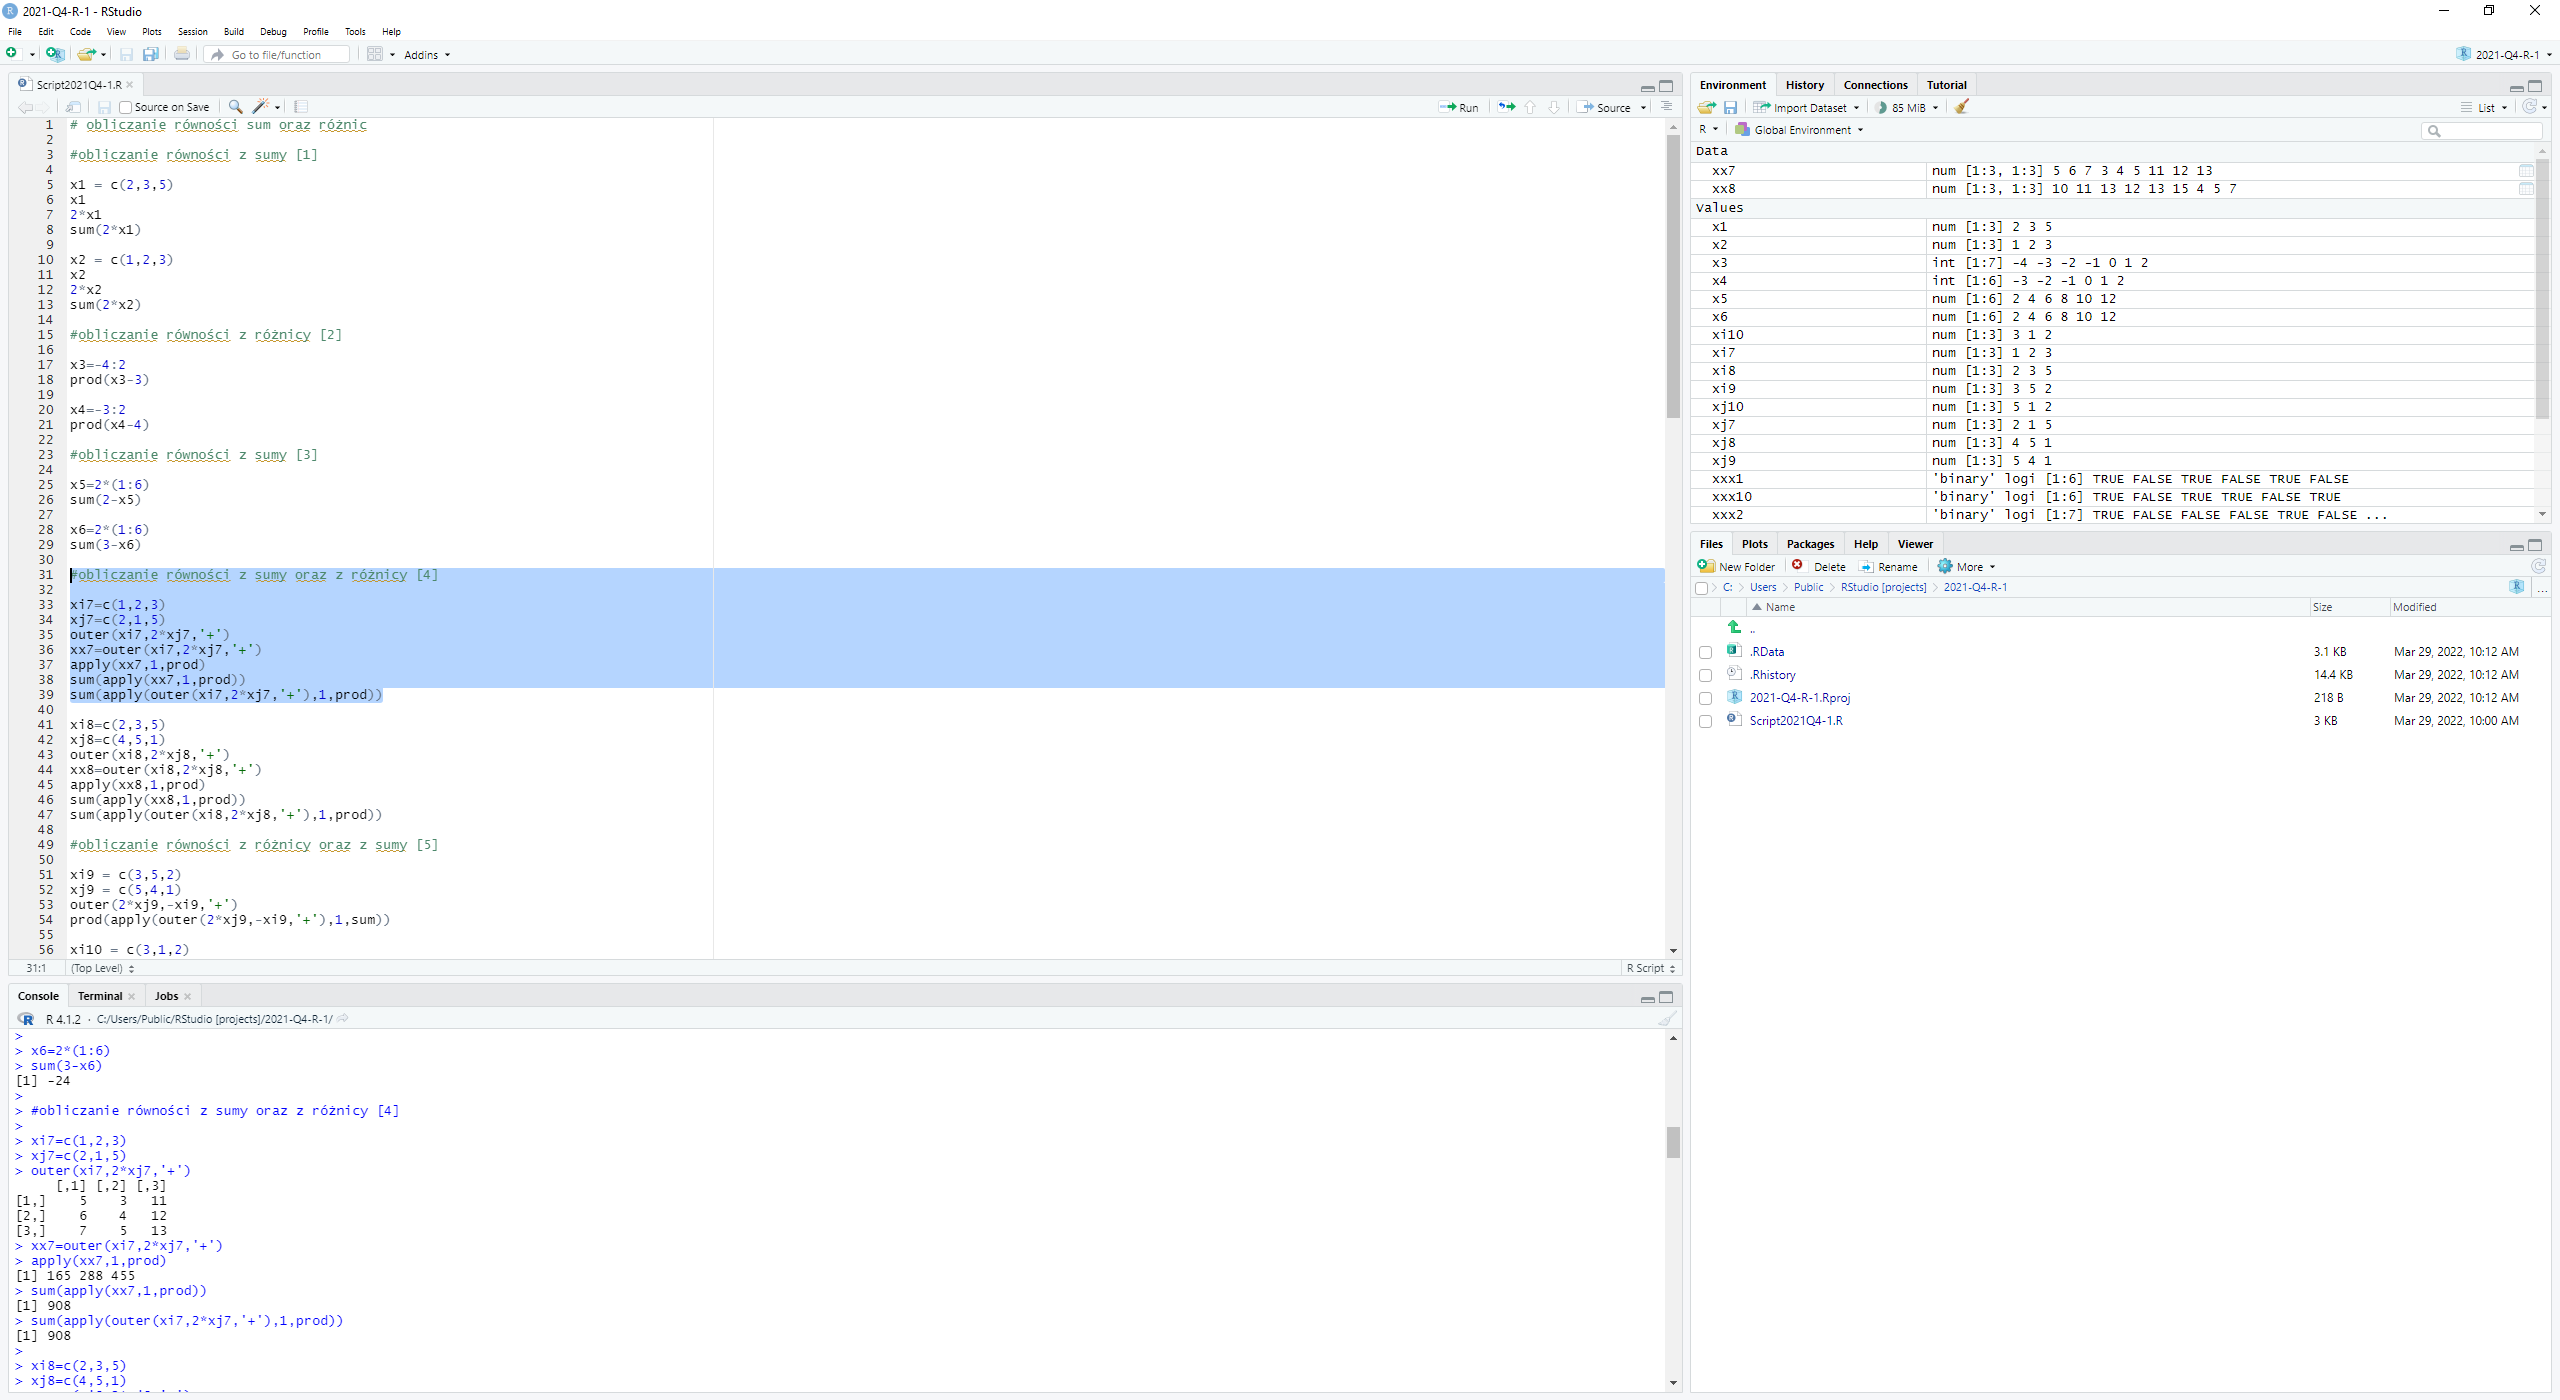 2021-Q4-R-1 - RStudio
File Edit Code View Plots Session Build Debug Profile Tools Help
Go to file/function Addins 2021-Q4-R-1
Script2021Q4-1.R
Source on Save Run Source
1 # obliczanie równości sum oraz różnic
2
3 #obliczanie równości z sumy [1]
4
5 x1 = c(2,3,5)
6 x1
7 2*x1
8 sum(2*x1)
9
10 x2 = c(1,2,3)
11 x2
12 2*x2
13 sum(2*x2)
14
15 #obliczanie równości z różnicy [2]
16
17 x3=-4:2
18 prod(x3-3)
19
20 x4=-3:2
21 prod(x4-4)
22
23 #obliczanie równości z sumy [3]
24
25 x5=2*(1:6)
26 sum(2-x5)
27
28 x6=2*(1:6)
29 sum(3-x6)
30
31 #obliczanie równości z sumy oraz z różnicy [4]
32
33 xi7=c(1,2,3)
34 xj7=c(2,1,5)
35 outer(xi7,2*xj7,'+')
36 xx7=outer(xi7,2*xj7,'+')
37 apply(xx7,1,prod)
38 sum(apply(xx7,1,prod))
39 sum(apply(outer(xi7,2*xj7,'+'),1,prod))
40
41 xi8=c(2,3,5)
42 xj8=c(4,5,1)
43 outer(xi8,2*xj8,'+')
44 xx8=outer(xi8,2*xj8,'+')
45 apply(xx8,1,prod)
46 sum(apply(xx8,1,prod))
47 sum(apply(outer(xi8,2*xj8,'+'),1,prod))
48
49 #obliczanie równości z różnicy oraz z sumy [5]
50
51 xi9 = c(3,5,2)
52 xj9 = c(5,4,1)
53 outer(2*xj9,-xi9,'+')
54 prod(apply(outer(2*xj9,-xi9,'+'),1,sum))
55
56 xi10 = c(3,1,2)
31:1 (Top Level) R Script
Console Terminal Jobs
R 4.1.2 · C:/Users/Public/RStudio [projects]/2021-Q4-R-1/
>
> x6=2*(1:6)
> sum(3-x6)
[1] -24
>
> #obliczanie równości z sumy oraz z różnicy [4]
>
> xi7=c(1,2,3)
> xj7=c(2,1,5)
> outer(xi7,2*xj7,'+')
[,1] [,2] [,3]
[1,] 5 3 11
[2,] 6 4 12
[3,] 7 5 13
> xx7=outer(xi7,2*xj7,'+')
> apply(xx7,1,prod)
[1] 165 288 455
> sum(apply(xx7,1,prod))
[1] 908
> sum(apply(outer(xi7,2*xj7,'+'),1,prod))
[1] 908
>
> xi8=c(2,3,5)
> xj8=c(4,5,1)
Environment History Connections Tutorial
Import Dataset 85 MiB List
R Global Environment
Data
xx7 num [1:3, 1:3] 5 6 7 3 4 5 11 12 13
xx8 num [1:3, 1:3] 10 11 13 12 13 15 4 5 7
Values
x1 num [1:3] 2 3 5
x2 num [1:3] 1 2 3
x3 int [1:7] -4 -3 -2 -1 0 1 2
x4 int [1:6] -3 -2 -1 0 1 2
x5 num [1:6] 2 4 6 8 10 12
x6 num [1:6] 2 4 6 8 10 12
xi10 num [1:3] 3 1 2
xi7 num [1:3] 1 2 3
xi8 num [1:3] 2 3 5
xi9 num [1:3] 3 5 2
xj10 num [1:3] 5 1 2
xj7 num [1:3] 2 1 5
xj8 num [1:3] 4 5 1
xj9 num [1:3] 5 4 1
xxx1 'binary' logi [1:6] TRUE FALSE TRUE FALSE TRUE FALSE
xxx10 'binary' logi [1:6] TRUE FALSE TRUE TRUE FALSE TRUE
xxx2 'binary' logi [1:7] TRUE FALSE FALSE FALSE TRUE FALSE ...
Files Plots Packages Help Viewer
New Folder Delete Rename More
C: Users Public RStudio [projects] 2021-Q4-R-1 ...
Name Size Modified
..
.RData 3.1 KB Mar 29, 2022, 10:12 AM
.Rhistory 14.4 KB Mar 29, 2022, 10:12 AM
2021-Q4-R-1.Rproj 218 B Mar 29, 2022, 10:12 AM
Script2021Q4-1.R 3 KB Mar 29, 2022, 10:00 AM